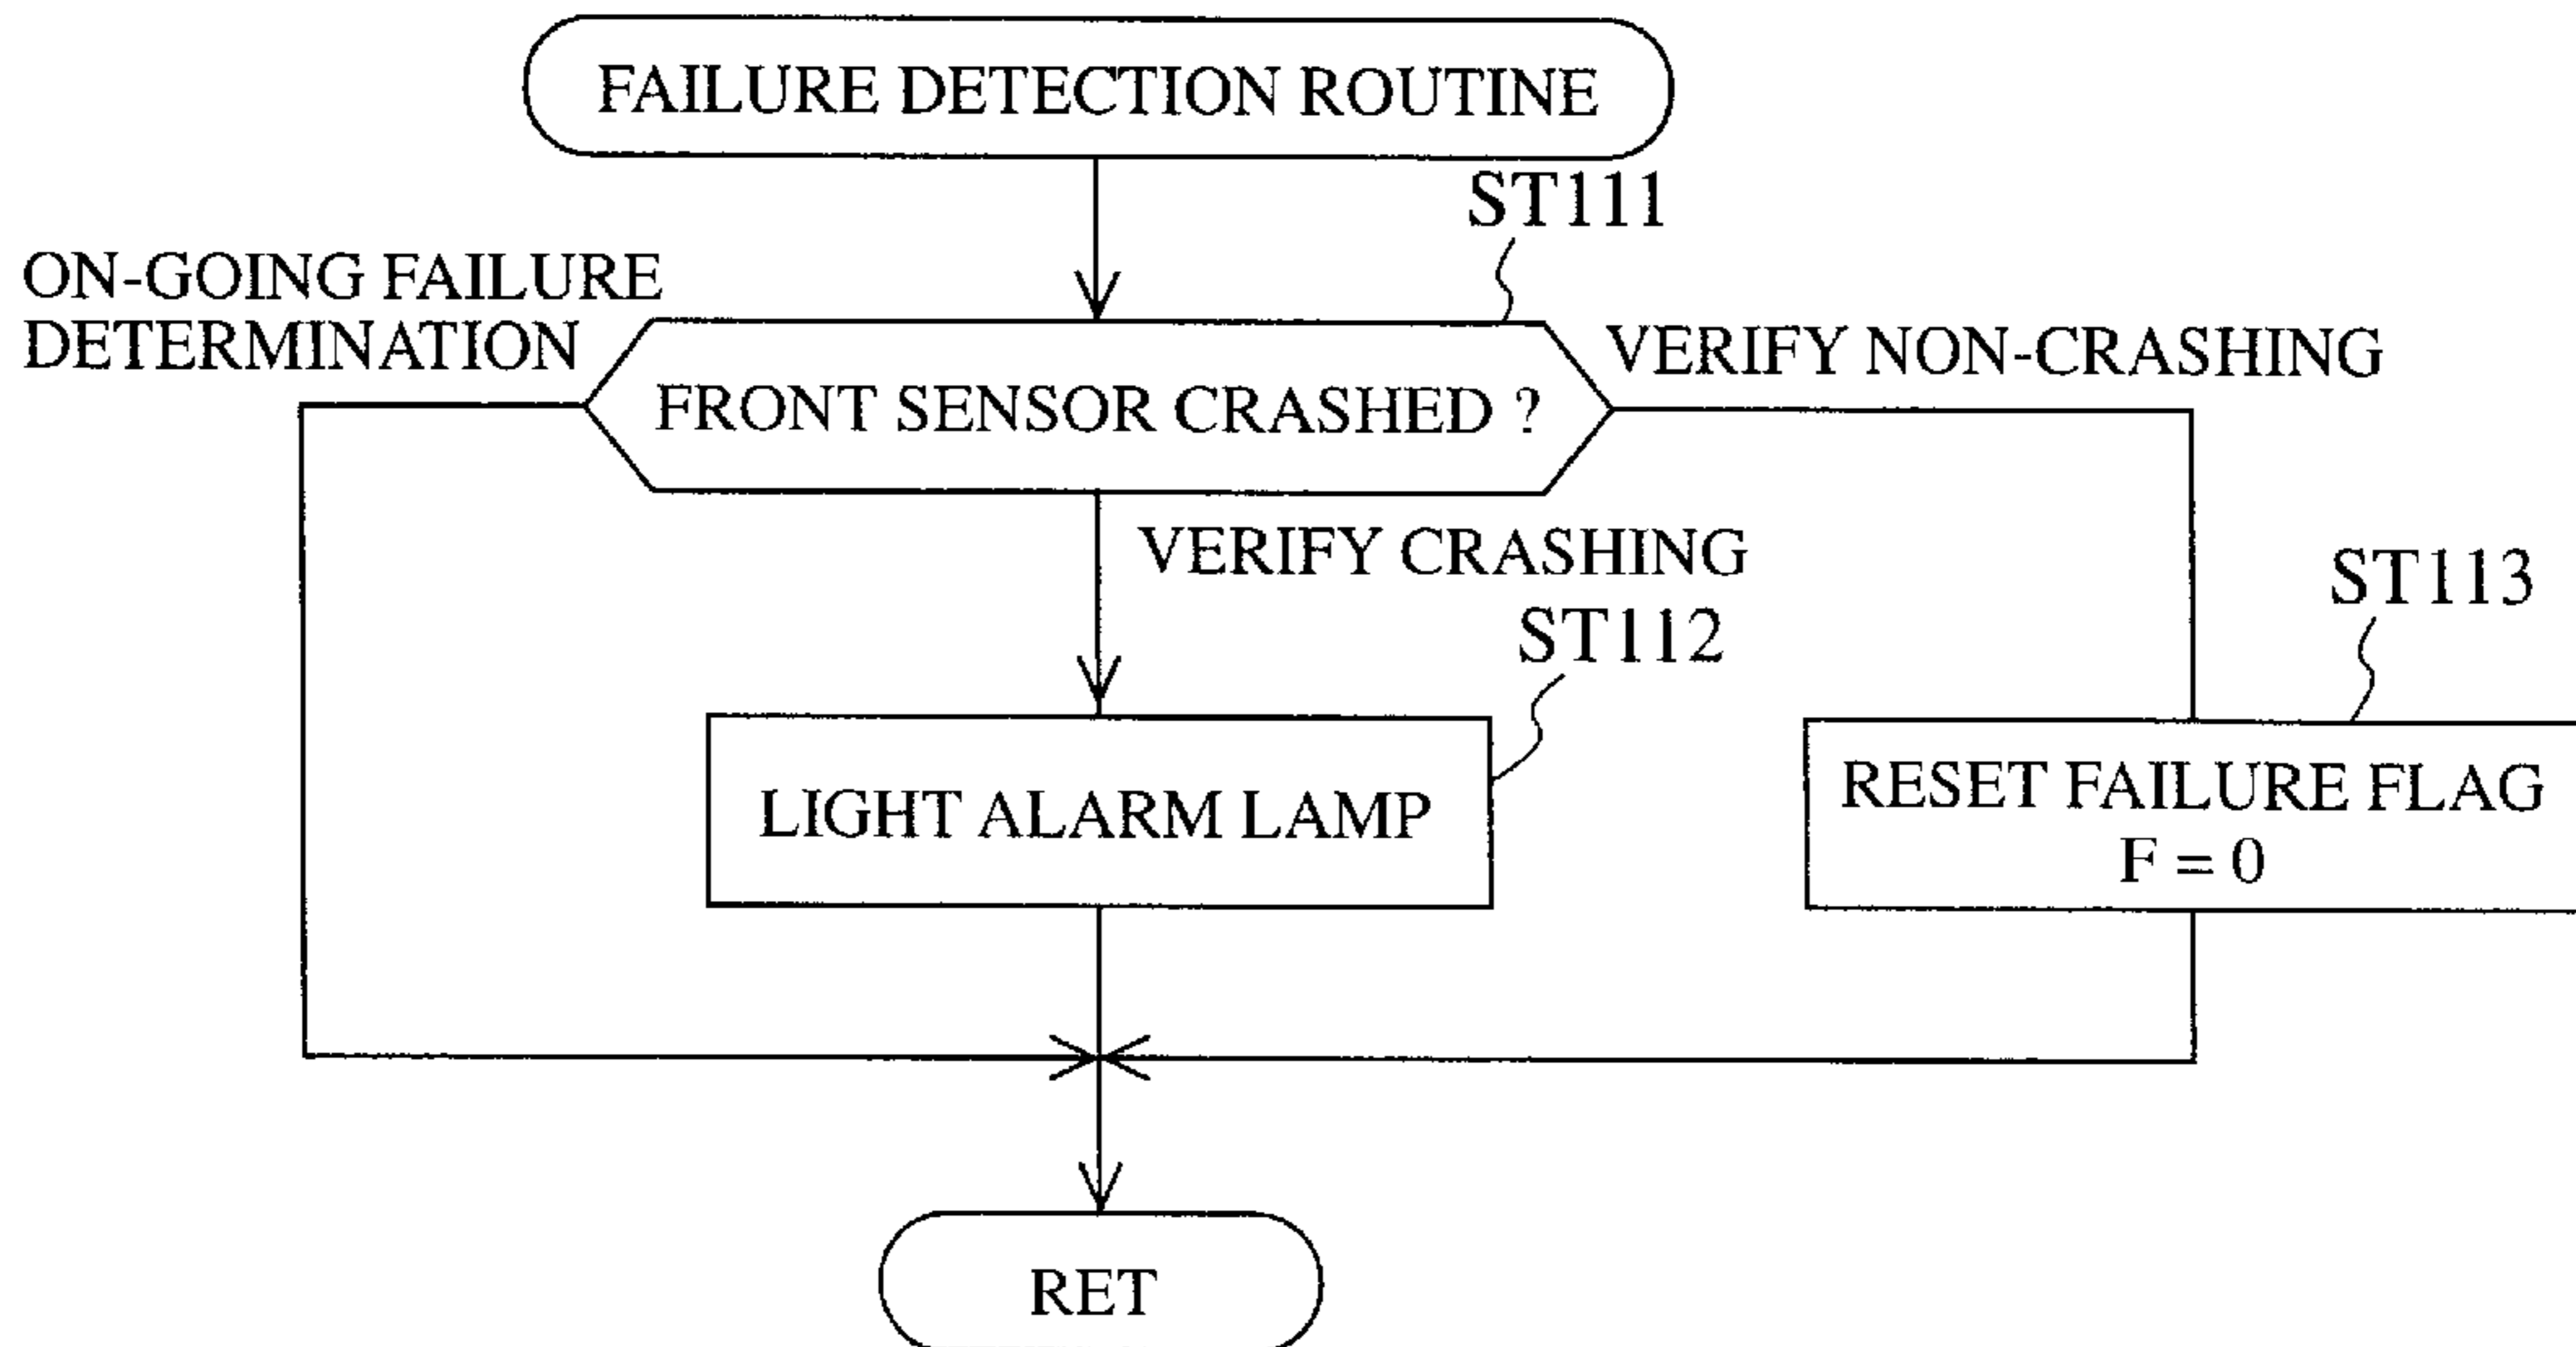 FAILURE DETECTION ROUTINE
ST111
ON-GOING FAILURE
DETERMINATION
FRONT SENSOR CRASHED ?
VERIFY NON-CRASHING
VERIFY CRASHING
ST112
ST113
LIGHT ALARM LAMP
RESET FAILURE FLAG
F = 0
RET